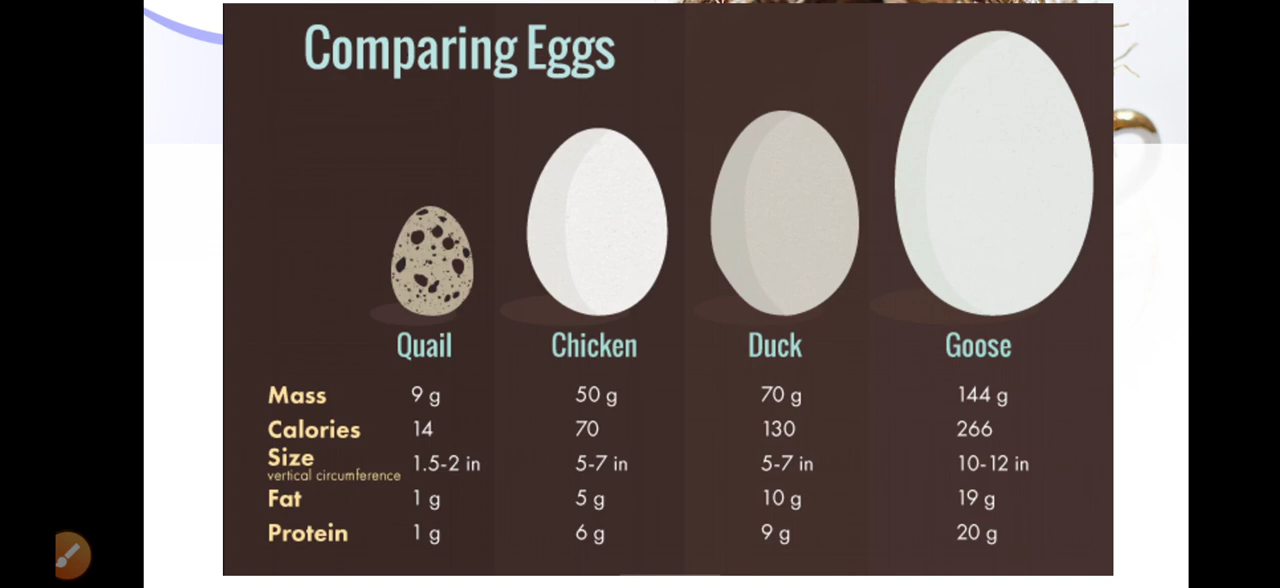 Comparing Eggs
Quail Chicken Duck Goose
Mass 9 g 50 g 70 g 144 g
Calories 14 70 130 266
Size 1.5-2 in 5-7 in 5-7 in 10-12 in
vertical circumference
Fat 1 g 5 g 10 g 19 g
Protein 1 g 6 g 9 g 20 g